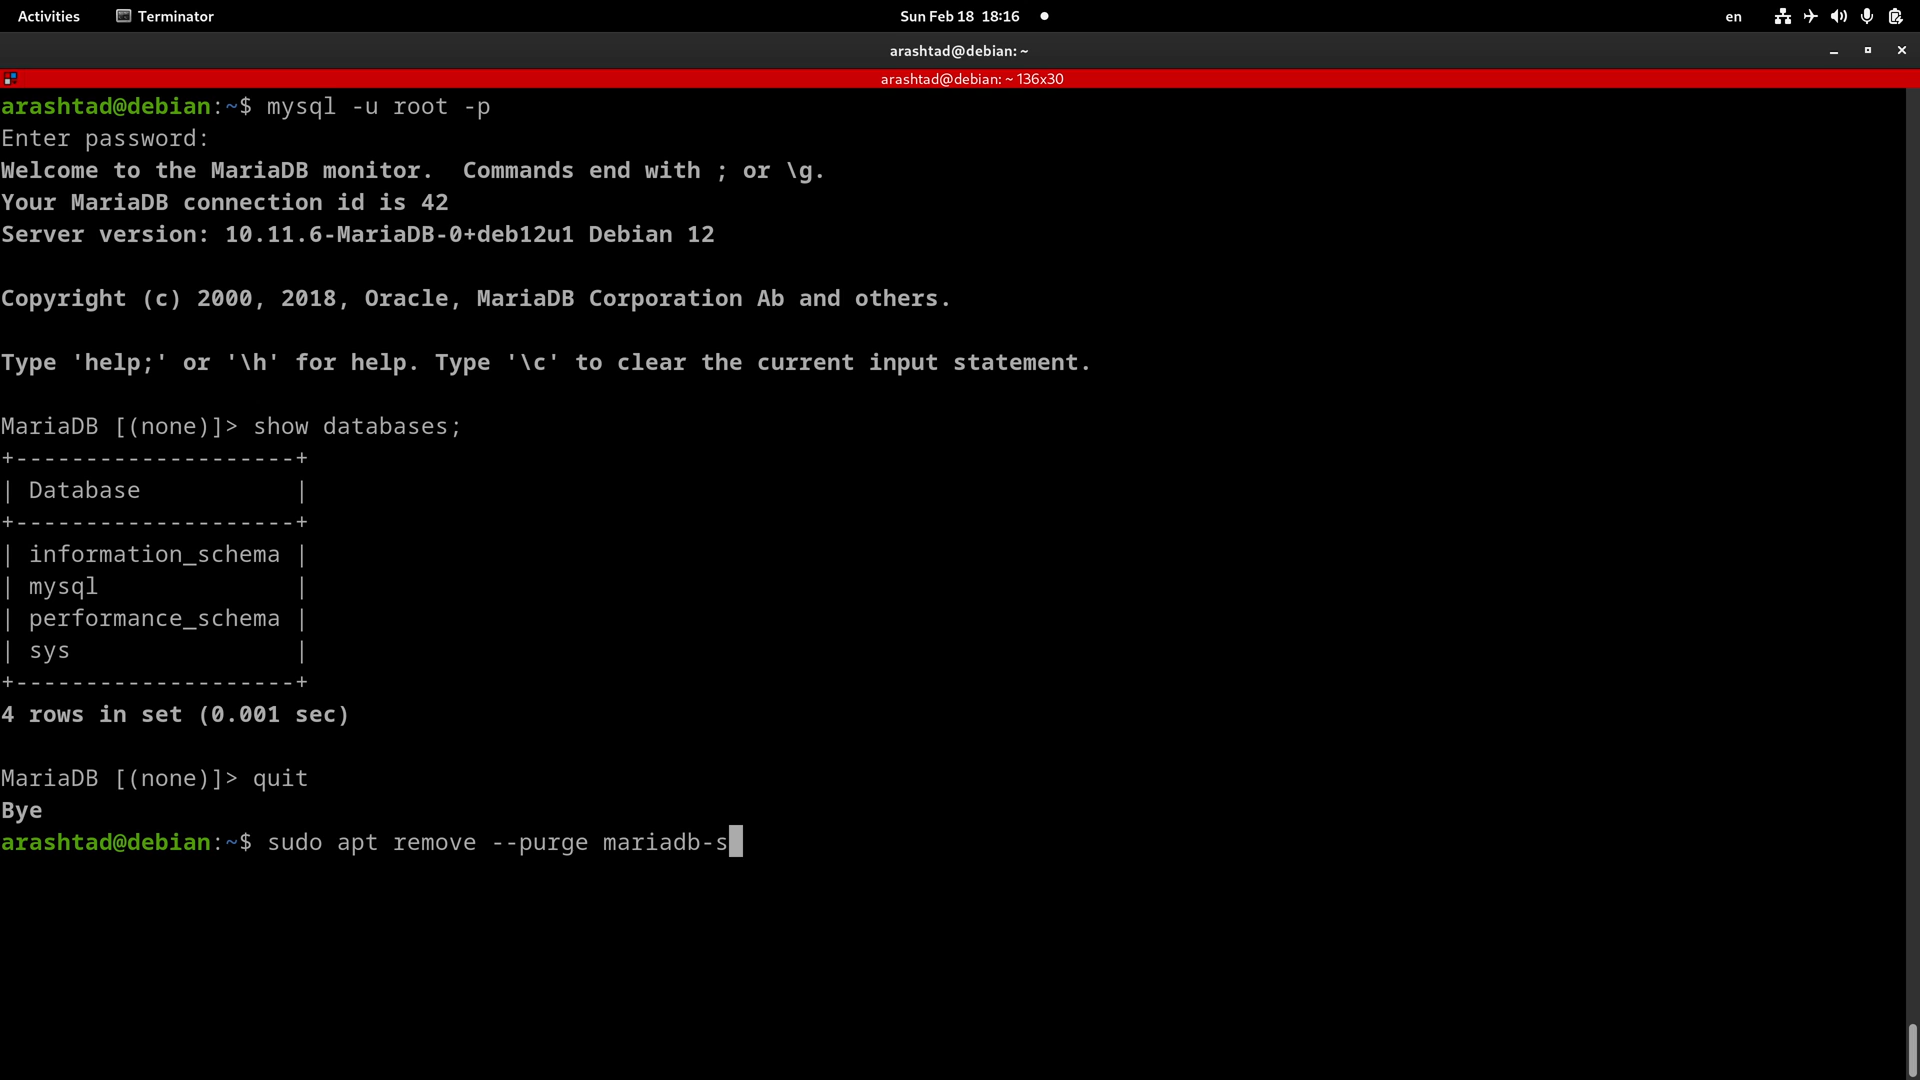 Activities Terminator Sun Feb 18 18:16 en
arashtad@debian: ~
arashtad@debian: ~ 136x30
arashtad@debian:~$ mysql -u root -p
Enter password:
Welcome to the MariaDB monitor.  Commands end with ; or \g.
Your MariaDB connection id is 42
Server version: 10.11.6-MariaDB-0+deb12u1 Debian 12
Copyright (c) 2000, 2018, Oracle, MariaDB Corporation Ab and others.
Type 'help;' or '\h' for help. Type '\c' to clear the current input statement.
MariaDB [(none)]> show databases;
+--------------------+
| Database           |
+--------------------+
| information_schema |
| mysql              |
| performance_schema |
| sys                |
+--------------------+
4 rows in set (0.001 sec)
MariaDB [(none)]> quit
Bye
arashtad@debian:~$ sudo apt remove --purge mariadb-s